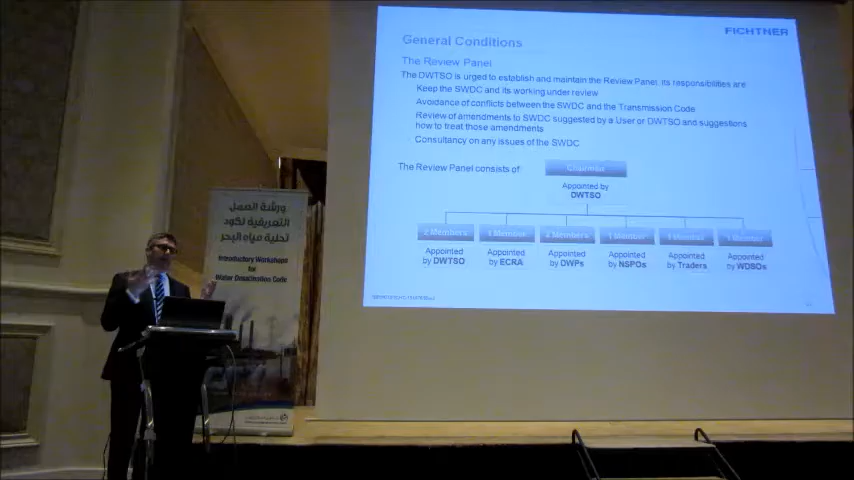 FICHTNER
General Conditions
The Review Panel
The DWTSO is urged to establish and maintain the Review Panel, its responsibilities are
Keep the SWDC and its working under review
Avoidance of conflicts between the SWDC and the Transmission Code
Review of amendments to SWDC suggested by a User or DWTSO and suggestions
how to treat those amendments
Consultancy on any issues of the SWDC
The Review Panel consists of:
Chairman
Appointed by
DWTSO
2 Members
1 Member
2 Members
1 Member
1 Member
1 Member
Appointed
by DWTSO
Appointed
by ECRA
Appointed
by DWPs
Appointed
by NSPOs
Appointed
by Traders
Appointed
by WDSOs
ورشة العمل
التعريفية لكود
تحلية مياه البحر
Introductory Workshops
for
Water Desalination Code